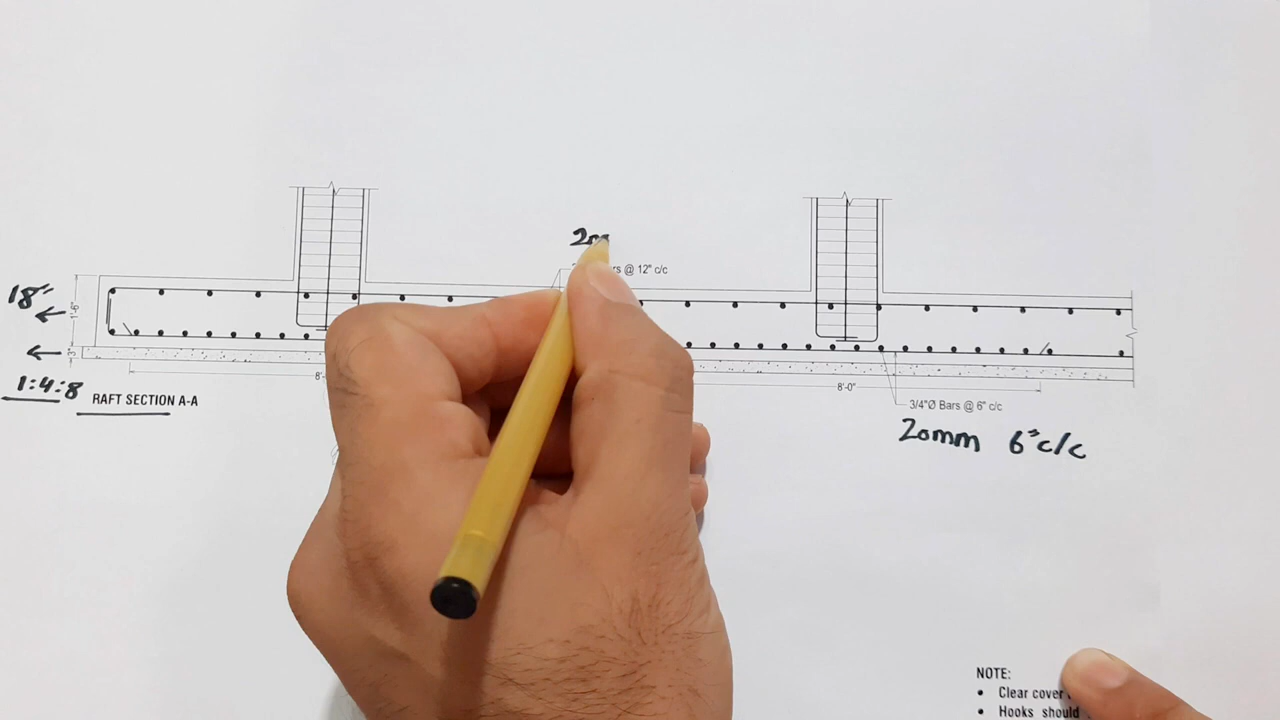 @ 12" c/c
18"
1'-6"
3"
1:4:8
RAFT SECTION A-A
8'-0"
3/4"Ø Bars @ 6" c/c
20mm 6" c/c
NOTE:
• Clear cover
• Hooks should